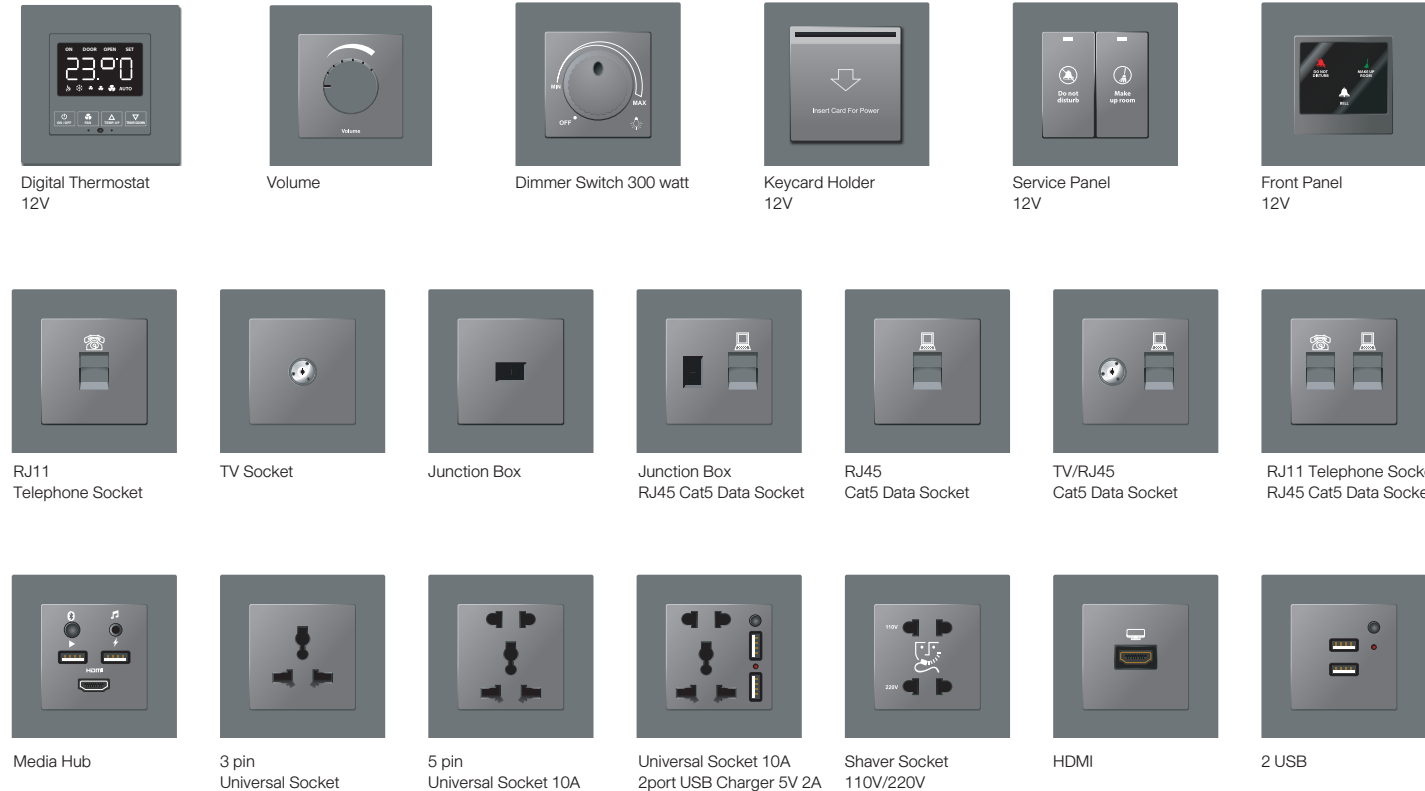 ON DOOR OPEN SET
23.0
AUTO
ON / OFF FAN TEMP.UP TEMP.DOWN
Digital Thermostat
12V
Volume
Volume
MIN
MAX
OFF
Dimmer Switch 300 watt
Insert Card For Power
Keycard Holder
12V
Do not
disturb
Make
up room
Service Panel
12V
DO NOT
DISTURB
MAKE UP
ROOM
BELL
Front Panel
12V
RJ11
Telephone Socket
TV Socket
Junction Box
Junction Box
RJ45 Cat5 Data Socket
RJ45
Cat5 Data Socket
TV/RJ45
Cat5 Data Socket
RJ11 Telephone Socke
RJ45 Cat5 Data Socke
HDMI
Media Hub
3 pin
Universal Socket
5 pin
Universal Socket 10A
Universal Socket 10A
2port USB Charger 5V 2A
110V
220V
Shaver Socket
110V/220V
HDMI
2 USB